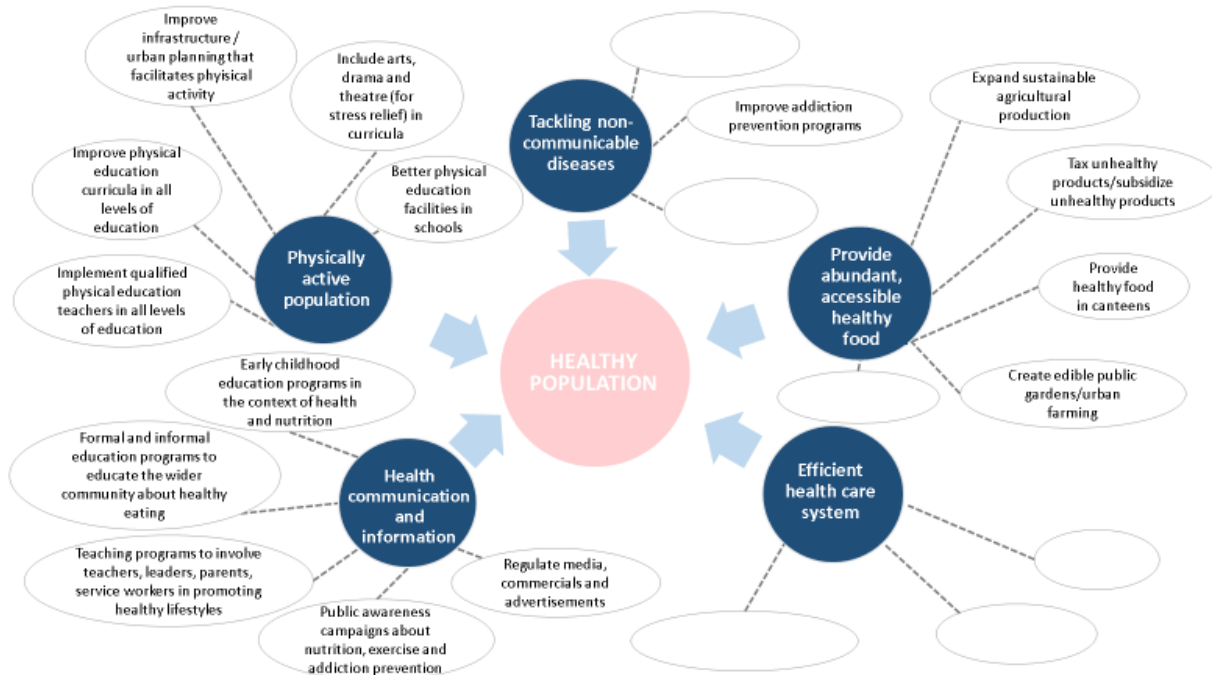 Improve
infrastructure /
urban planning that
facilitates phyisical
activity
Include arts,
drama and
theatre (for
stress relief) in
curricula
Improve physical
education
curricula in all
levels of
education
Better physical
education
facilities in
schools
Implement qualified
physical education
teachers in all levels
of education
Physically
active
population
Tackling non-
communicable
diseases
Improve addiction
prevention programs
Expand sustainable
agricultural
production
Tax unhealthy
products/subsidize
unhealthy products
Provide
abundant,
accessible
healthy
food
Provide
healthy food
in canteens
Create edible public
gardens/urban
farming
HEALTHY
POPULATION
Early childhood
education programs in
the context of health
and nutrition
Formal and informal
education programs to
educate the wider
community about healthy
eating
Health
communication
and
information
Teaching programs to involve
teachers, leaders, parents,
service workers in promoting
healthy lifestyles
Public awareness
campaigns about
nutrition, exercise and
addiction prevention
Regulate media,
commercials and
advertisements
Efficient
health care
system